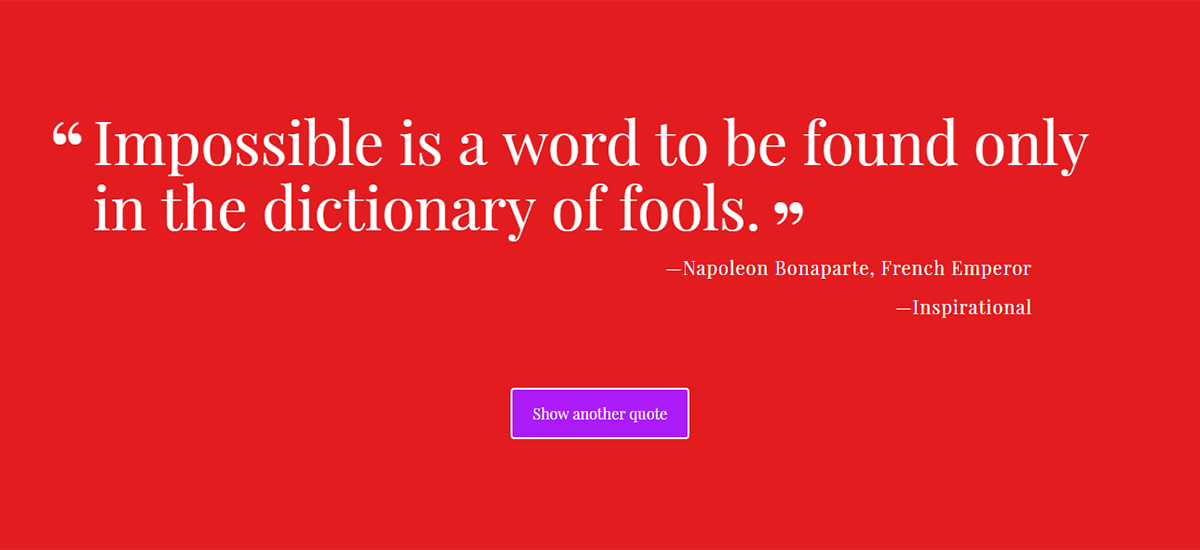 “ Impossible is a word to be found only
in the dictionary of fools. ”
—Napoleon Bonaparte, French Emperor
—Inspirational
Show another quote